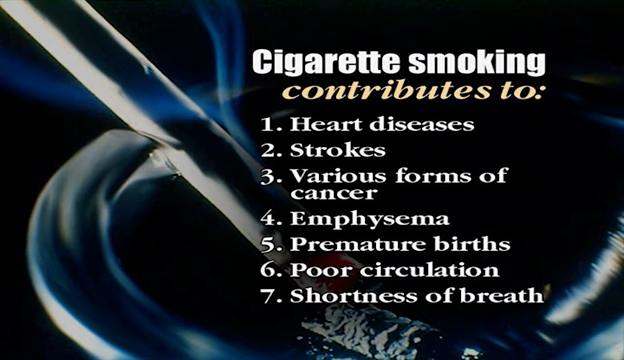 Cigarette smoking
contributes to:
1. Heart diseases
2. Strokes
3. Various forms of
cancer
4. Emphysema
5. Premature births
6. Poor circulation
7. Shortness of breath